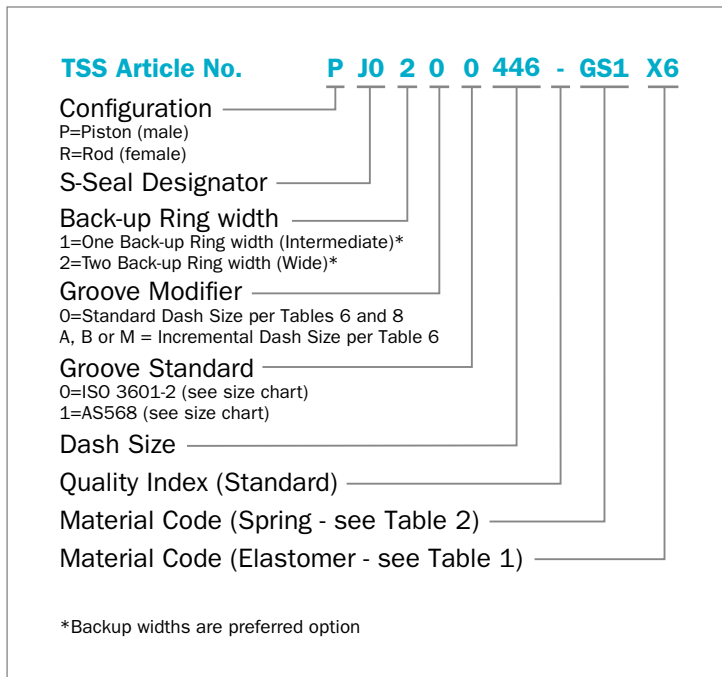 TSS Article No. P J0 2 0 0 446 - GS1 X6
Configuration
P=Piston (male)
R=Rod (female)
S-Seal Designator
Back-up Ring width
1=One Back-up Ring width (Intermediate)*
2=Two Back-up Ring width (Wide)*
Groove Modifier
0=Standard Dash Size per Tables 6 and 8
A, B or M = Incremental Dash Size per Table 6
Groove Standard
0=ISO 3601-2 (see size chart)
1=AS568 (see size chart)
Dash Size
Quality Index (Standard)
Material Code (Spring - see Table 2)
Material Code (Elastomer - see Table 1)
*Backup widths are preferred option